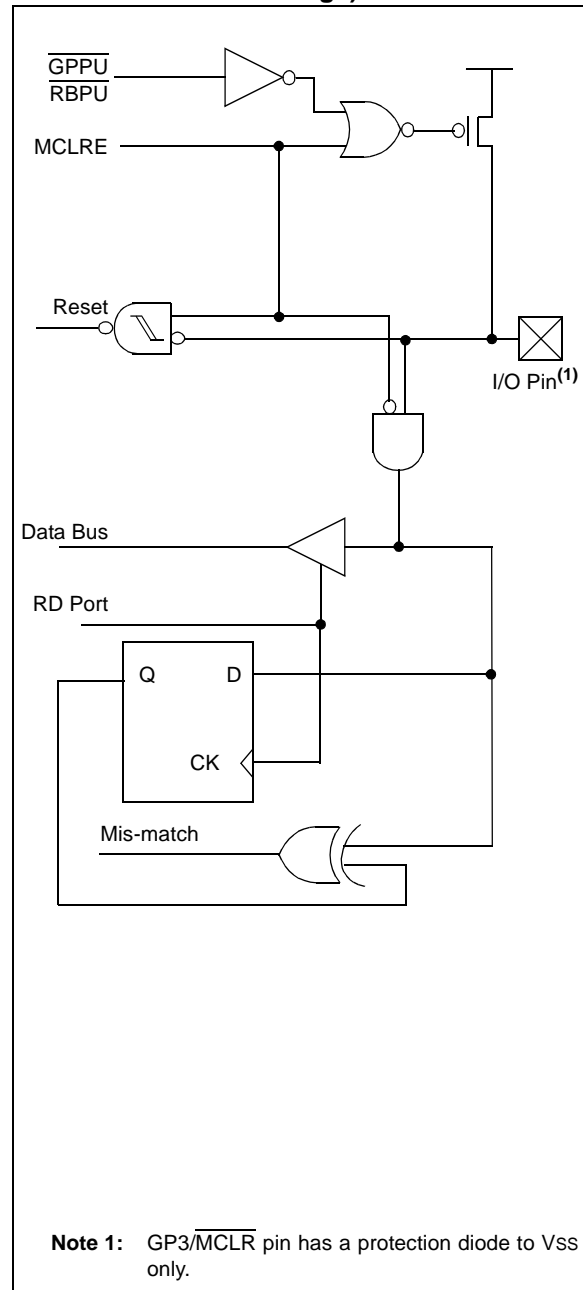 GPPU
RBPU
MCLRE
Reset
I/O Pin(1)
Data Bus
RD Port
Q D
CK
Mis-match
Note 1: GP3/MCLR pin has a protection diode to VSS
only.